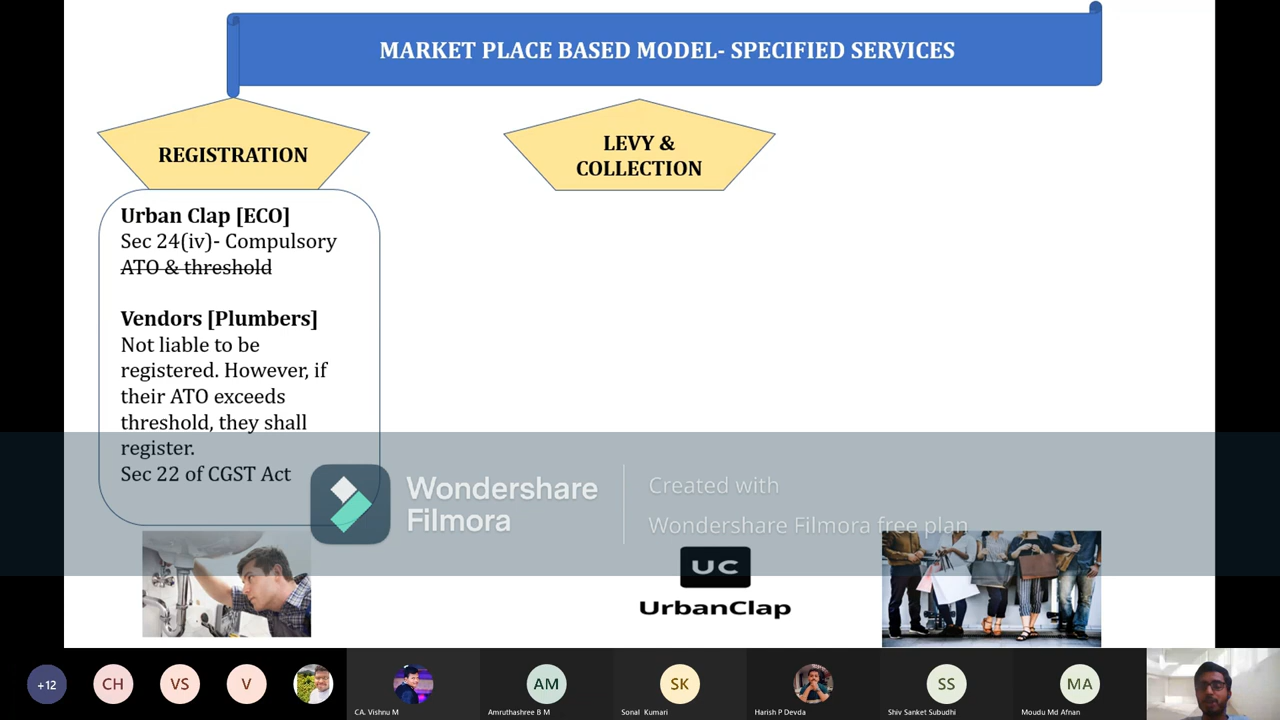 MARKET PLACE BASED MODEL- SPECIFIED SERVICES
REGISTRATION
LEVY &
COLLECTION
Urban Clap [ECO]
Sec 24(iv)- Compulsory
ATO & threshold
Vendors [Plumbers]
Not liable to be
registered. However, if
their ATO exceeds
threshold, they shall
register.
Sec 22 of CGST Act
Wondershare
Filmora
Created with
Wondershare Filmora free plan
UC
UrbanClap
+12
CH
VS
V
CA. Vishnu M
AM
Amruthashree B M
SK
Sonal Kumari
Harish P Devda
SS
Shiv Sanket Subudhi
MA
Moudu Md Afnan